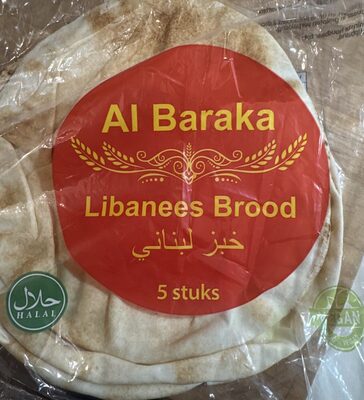 Al Baraka
Libanees Brood
خبز لبناني
5 stuks
حلال
HALAL